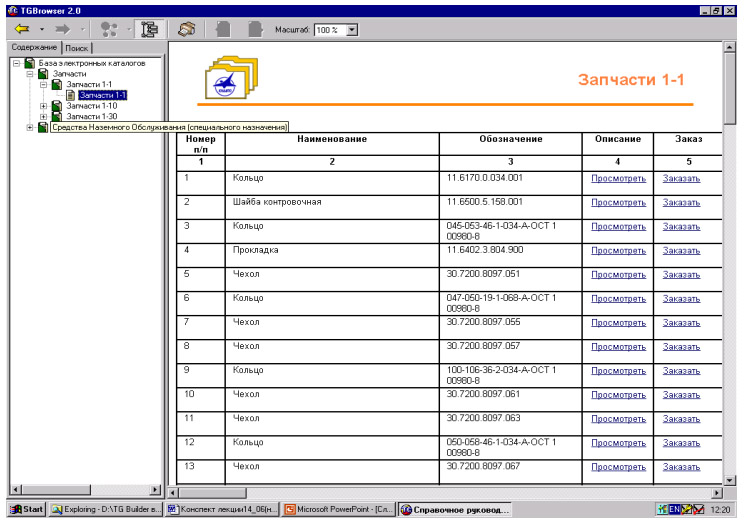 TGBrowser 2.0
Масштаб: 100 %
Содержание Поиск
База электронных каталогов
Запчасти
Запчасти 1-1
Запчасти 1-1
Запчасти 1-10
Запчасти 1-30
Средства Наземного Обслуживания (специального назначения)
Запчасти 1-1
Номер п/п Наименование Обозначение Описание Заказ
1 2 3 4 5
1 Кольцо 11.6170.0.034.001 Просмотреть Заказать
2 Шайба контровочная 11.6500.5.158.001 Просмотреть Заказать
3 Кольцо 045-053-46-1-034-А-ОСТ 1 00980-8 Просмотреть Заказать
4 Прокладка 11.6402.3.804.900 Просмотреть Заказать
5 Чехол 30.7200.8097.051 Просмотреть Заказать
6 Кольцо 047-050-19-1-068-А-ОСТ 1 00980-8 Просмотреть Заказать
7 Чехол 30.7200.8097.055 Просмотреть Заказать
8 Чехол 30.7200.8097.057 Просмотреть Заказать
9 Кольцо 100-106-36-2-034-А-ОСТ 1 00980-8 Просмотреть Заказать
10 Чехол 30.7200.8097.061 Просмотреть Заказать
11 Чехол 30.7200.8097.063 Просмотреть Заказать
12 Кольцо 050-058-46-1-034-А-ОСТ 1 00980-8 Просмотреть Заказать
13 Чехол 30.7200.8097.067 Просмотреть Заказать
Start Exploring - D:\TG Builder в... Конспект лекции14_06(н... Microsoft PowerPoint - [Сл... Справочное руковод... EN 12:20